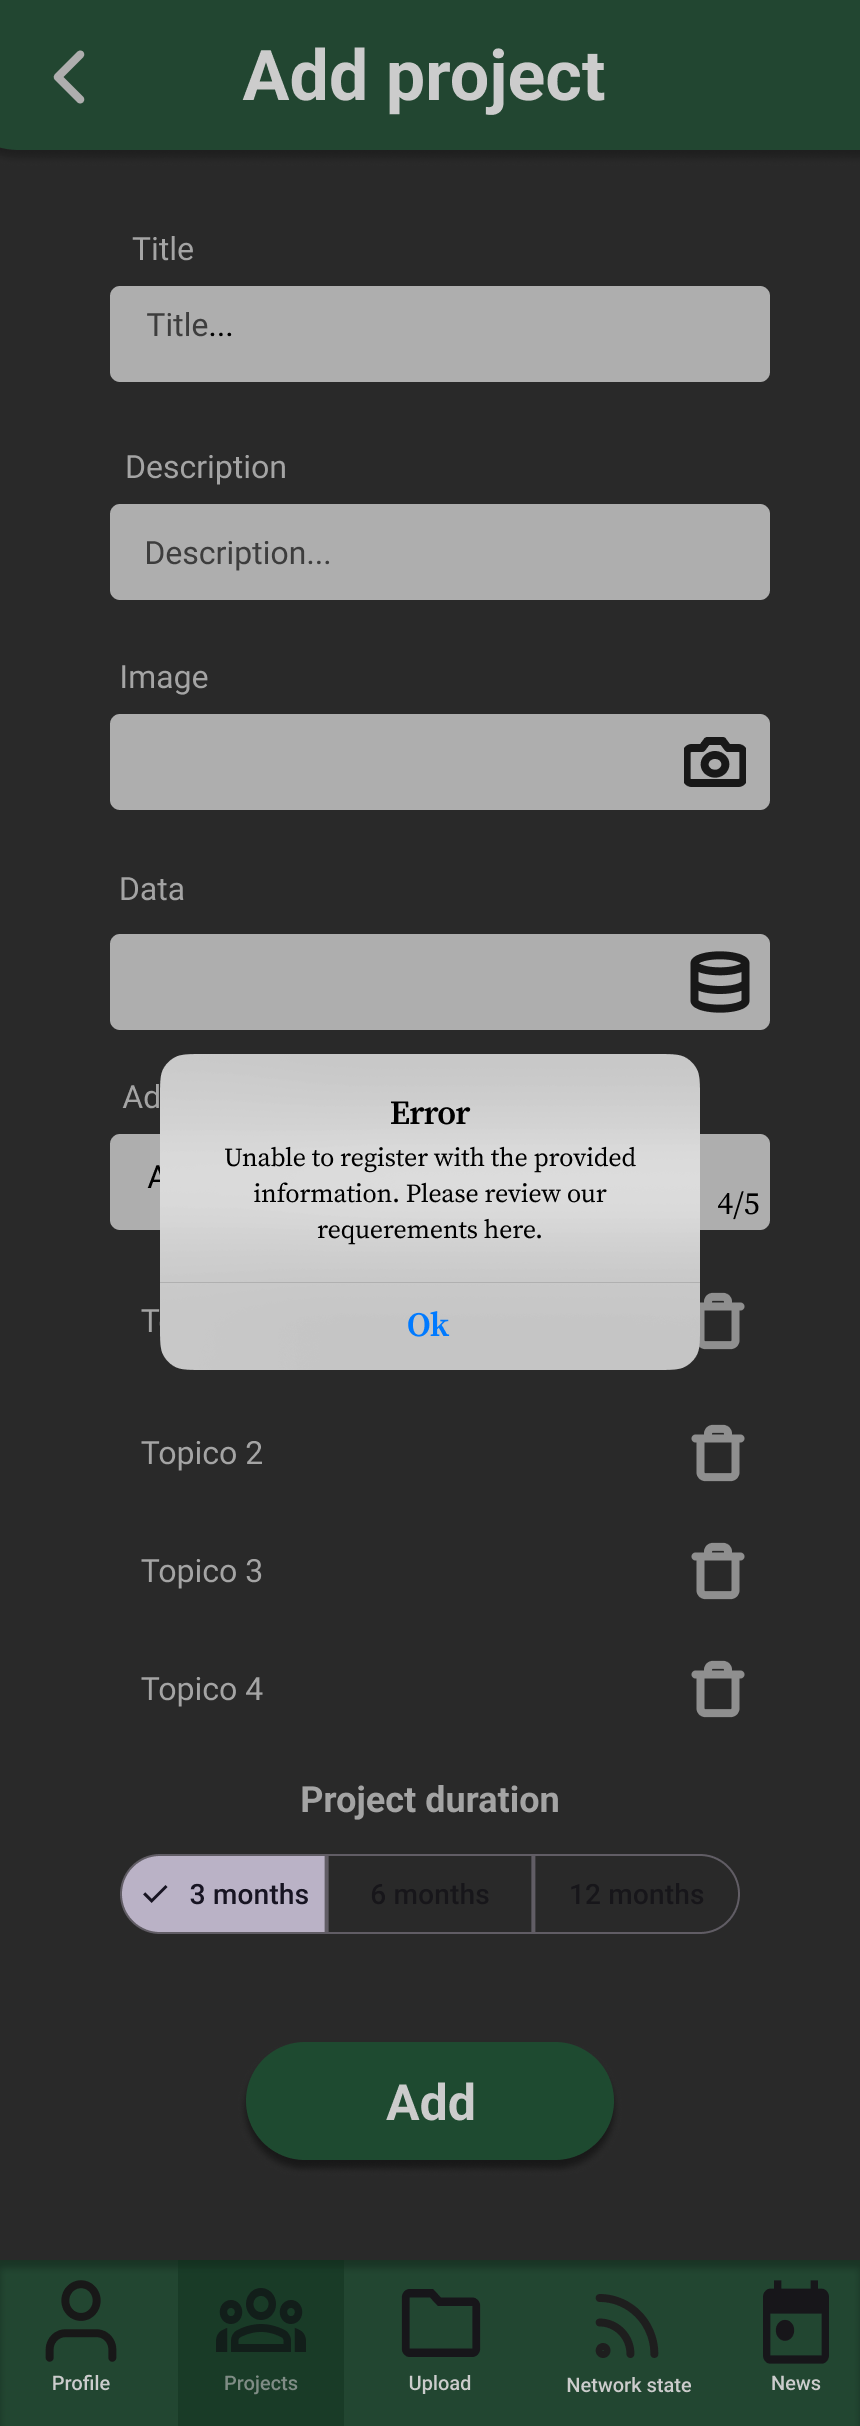 Add project
Title
Title...
Description
Description...
Image
Data
Error
Unable to register with the provided
information. Please review our
requerements here.
4/5
Ok
Topico 2
Topico 3
Topico 4
Project duration
3 months
6 months
12 months
Add
Profile
Projects
Upload
Network state
News